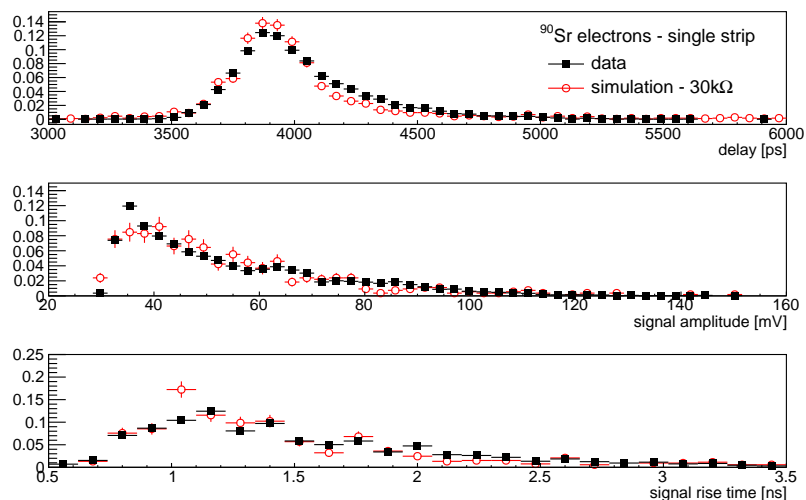 0.14
0.12
0.1
0.08
0.06
0.04
0.02
0
3000 3500 4000 4500 5000 5500 6000
delay [ps]
⁹⁰Sr electrons - single strip
data
simulation - 30kΩ
0.14
0.12
0.1
0.08
0.06
0.04
0.02
0
20 40 60 80 100 120 140 160
signal amplitude [mV]
0.25
0.2
0.15
0.1
0.05
0
0.5 1 1.5 2 2.5 3 3.5
signal rise time [ns]